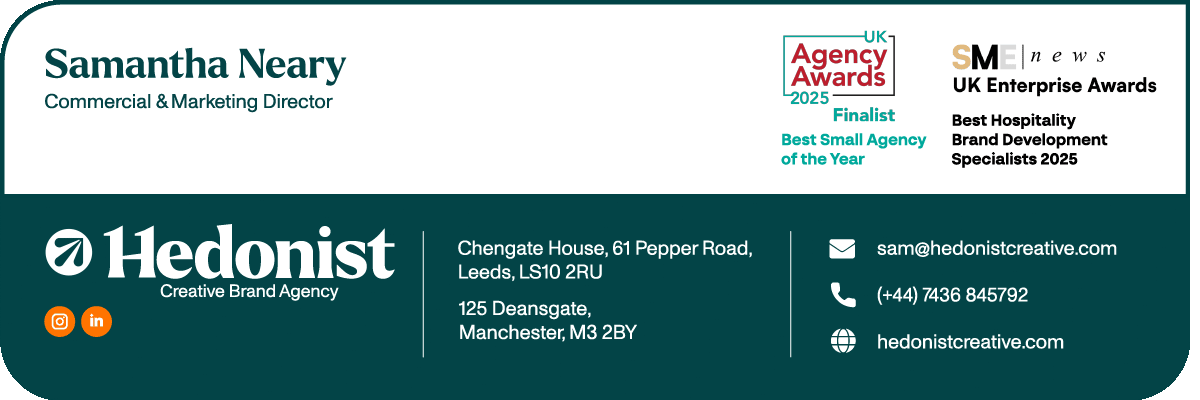 Samantha Neary
Commercial & Marketing Director
UK
Agency
Awards
2025
Finalist
Best Small Agency
of the Year
SME news
UK Enterprise Awards
Best Hospitality
Brand Development
Specialists 2025
Hedonist
Creative Brand Agency
in
Chengate House, 61 Pepper Road,
Leeds, LS10 2RU
125 Deansgate,
Manchester, M3 2BY
sam@hedonistcreative.com
(+44) 7436 845792
hedonistcreative.com